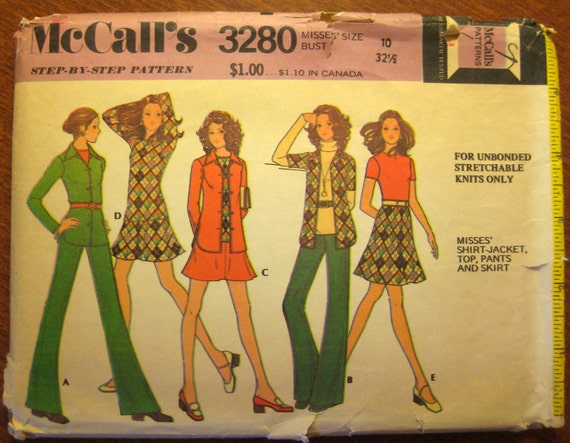 McCall's 3280 MISSES' SIZE 10
BUST 32½
STEP-BY-STEP PATTERN $1.00...$1.10 IN CANADA
McCALL'S
PATTERNS
FOR UNBONDED
STRETCHABLE
KNITS ONLY
MISSES'
SHIRT-JACKET,
TOP, PANTS
AND SKIRT
A
D
C
B
E